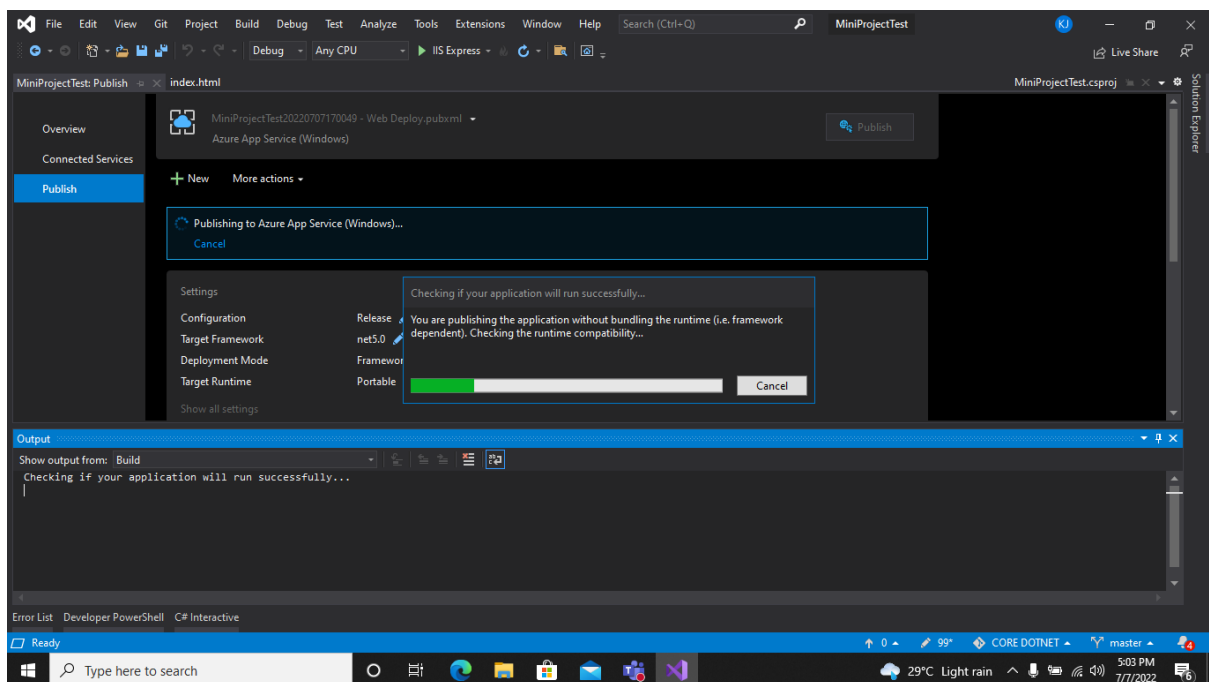 File Edit View Git Project Build Debug Test Analyze Tools Extensions Window Help Search (Ctrl+Q) MiniProjectTest KJ
Debug Any CPU IIS Express Live Share
MiniProjectTest: Publish index.html MiniProjectTest.csproj
Solution Explorer
MiniProjectTest20220707170049 - Web Deploy.pubxml
Azure App Service (Windows)
Publish
Overview
Connected Services
Publish
New More actions
Publishing to Azure App Service (Windows)...
Cancel
Settings
Configuration Release
Target Framework net5.0
Deployment Mode Framewor
Target Runtime Portable
Show all settings
Checking if your application will run successfully...
You are publishing the application without bundling the runtime (i.e. framework
dependent). Checking the runtime compatibility...
Cancel
Output
Show output from: Build
Checking if your application will run successfully...
Error List Developer PowerShell C# Interactive
Ready 0 99* CORE DOTNET master 4
Type here to search 29°C Light rain 5:03 PM
7/7/2022 6